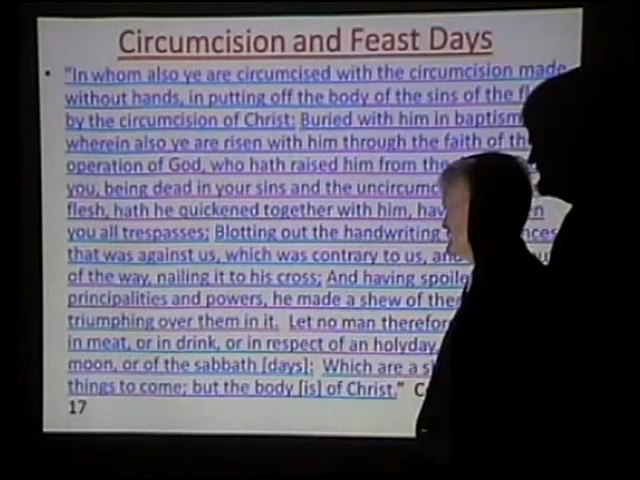 Circumcision and Feast Days
• "In whom also ye are circumcised with the circumcision made
without hands, in putting off the body of the sins of the
by the circumcision of Christ; Buried with him in baptism
wherein also ye are risen with him through the faith of
operation of God, who hath raised him from the
you, being dead in your sins and the
flesh, hath he quickened together with him,
you all trespasses; Blotting out the handwriting
that was against us, which was contrary to us,
of the way, nailing it to his cross; And having
principalities and powers, he made a shew of
triumphing over them in it. Let no man
in meat, or in drink, or in respect of an holyday,
moon, or of the sabbath [days]: Which are a
things to come; but the body [is] of Christ."
17